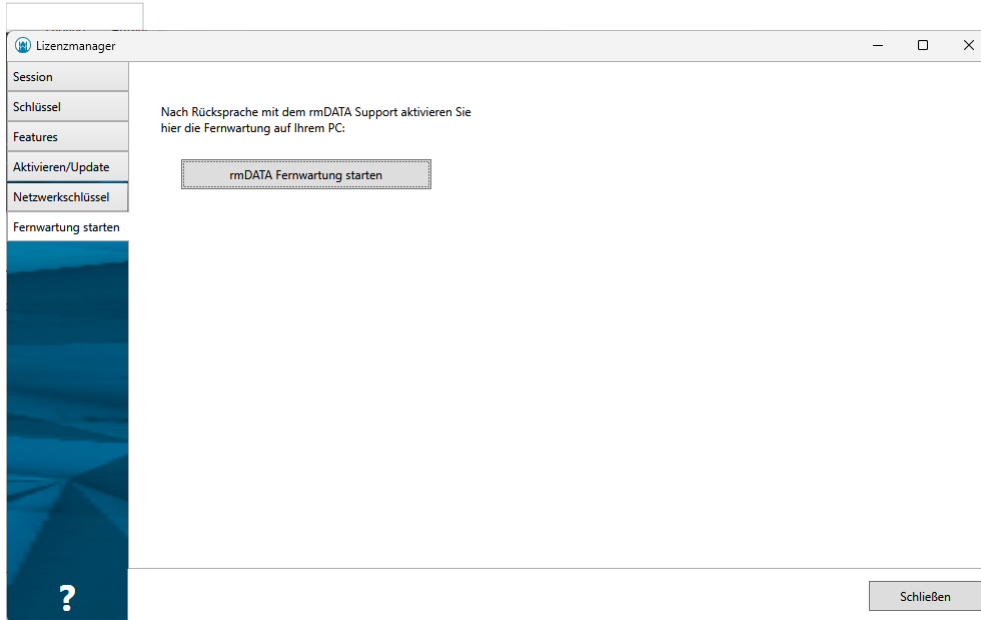 Lizenzmanager
Session
Schlüssel
Features
Aktivieren/Update
Netzwerkschlüssel
Fernwartung starten
Nach Rücksprache mit dem rmDATA Support aktivieren Sie
hier die Fernwartung auf Ihrem PC:
rmDATA Fernwartung starten
?
Schließen